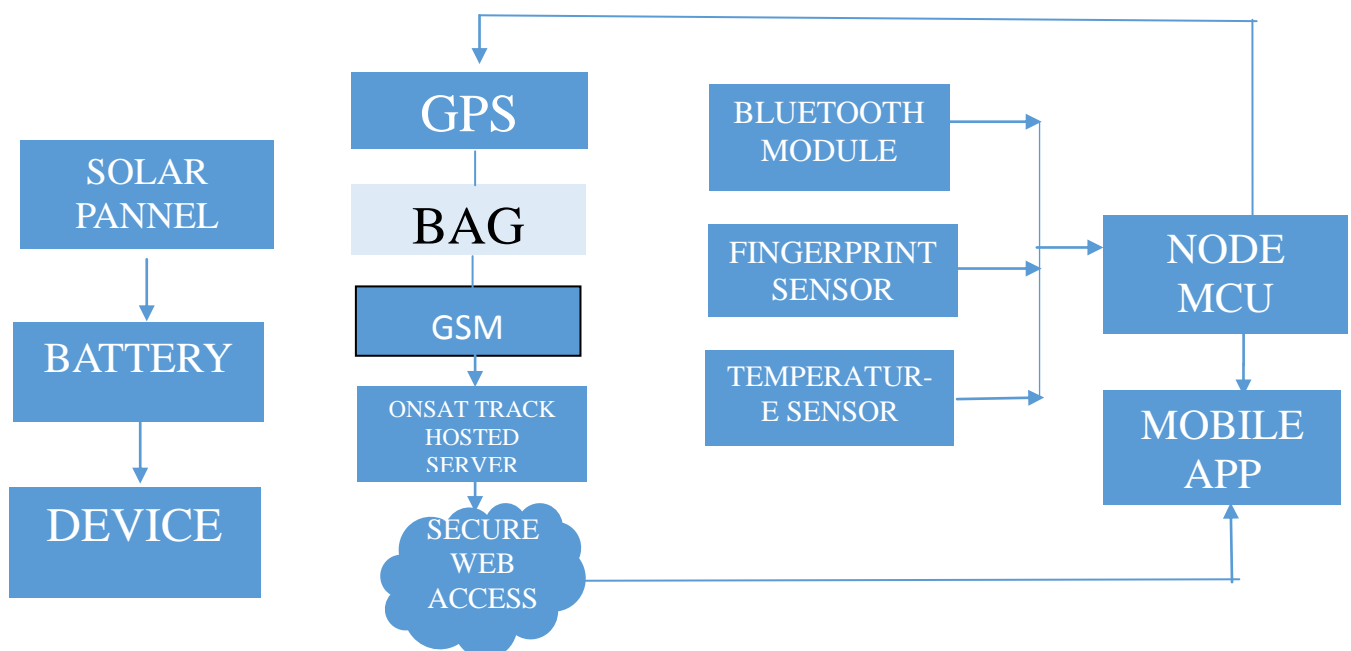 SOLAR
PANNEL
BATTERY
DEVICE
GPS
BAG
GSM
ONSAT TRACK
HOSTED
SERVER
SECURE
WEB
ACCESS
BLUETOOTH
MODULE
FINGERPRINT
SENSOR
TEMPERATUR-
E SENSOR
NODE
MCU
MOBILE
APP